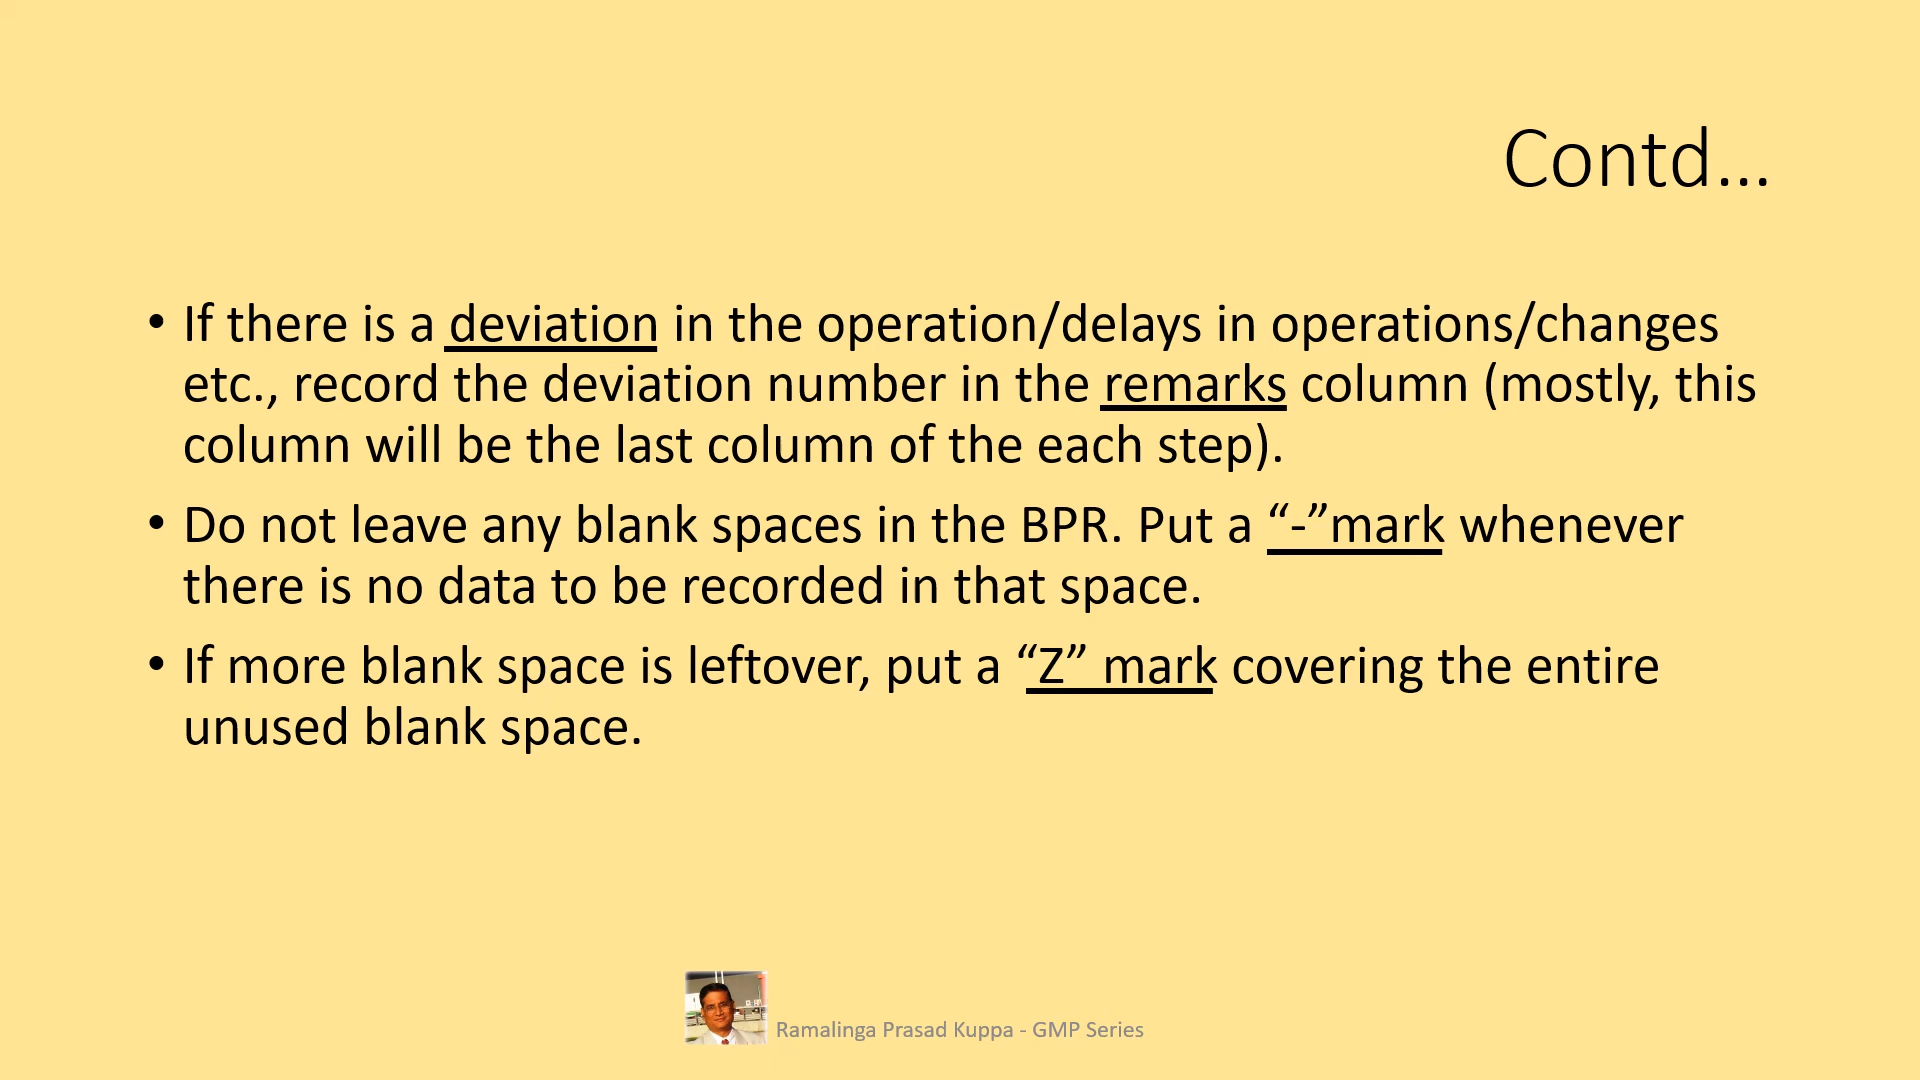 Contd...
• If there is a deviation in the operation/delays in operations/changes
etc., record the deviation number in the remarks column (mostly, this
column will be the last column of the each step).
• Do not leave any blank spaces in the BPR. Put a “-”mark whenever
there is no data to be recorded in that space.
• If more blank space is leftover, put a “Z” mark covering the entire
unused blank space.
Ramalinga Prasad Kuppa - GMP Series